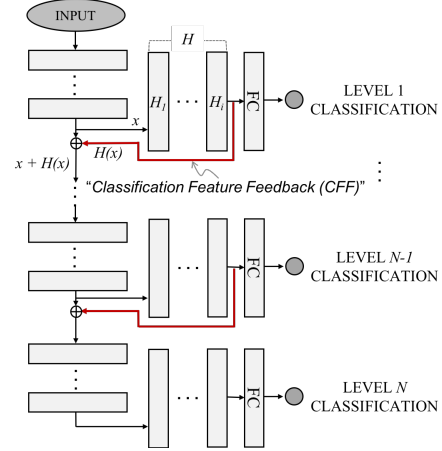 INPUT
H
H1 ... Hi
FC
LEVEL 1
CLASSIFICATION
x
H(x)
x + H(x)
“Classification Feature Feedback (CFF)”
FC
LEVEL N-1
CLASSIFICATION
FC
LEVEL N
CLASSIFICATION